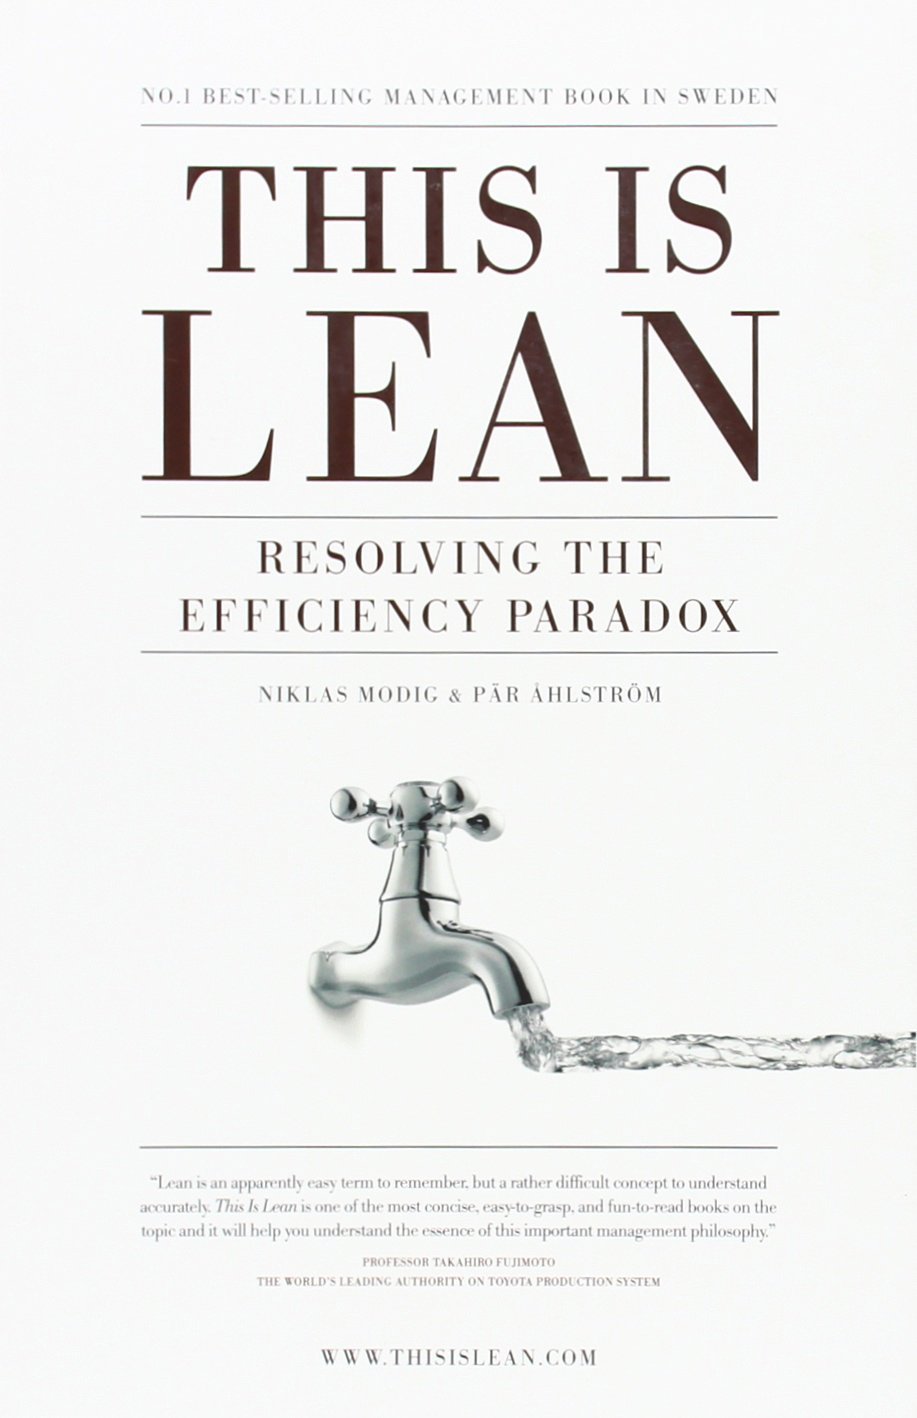 NO.1 BEST-SELLING MANAGEMENT BOOK IN SWEDEN
THIS IS
LEAN
RESOLVING THE
EFFICIENCY PARADOX
NIKLAS MODIG & PÄR ÅHLSTRÖM
“Lean is an apparently easy term to remember, but a rather difficult concept to understand
accurately. This Is Lean is one of the most concise, easy-to-grasp, and fun-to-read books on the
topic and it will help you understand the essence of this important management philosophy.”
PROFESSOR TAKAHIRO FUJIMOTO
THE WORLD’S LEADING AUTHORITY ON TOYOTA PRODUCTION SYSTEM
WWW.THISISLEAN.COM